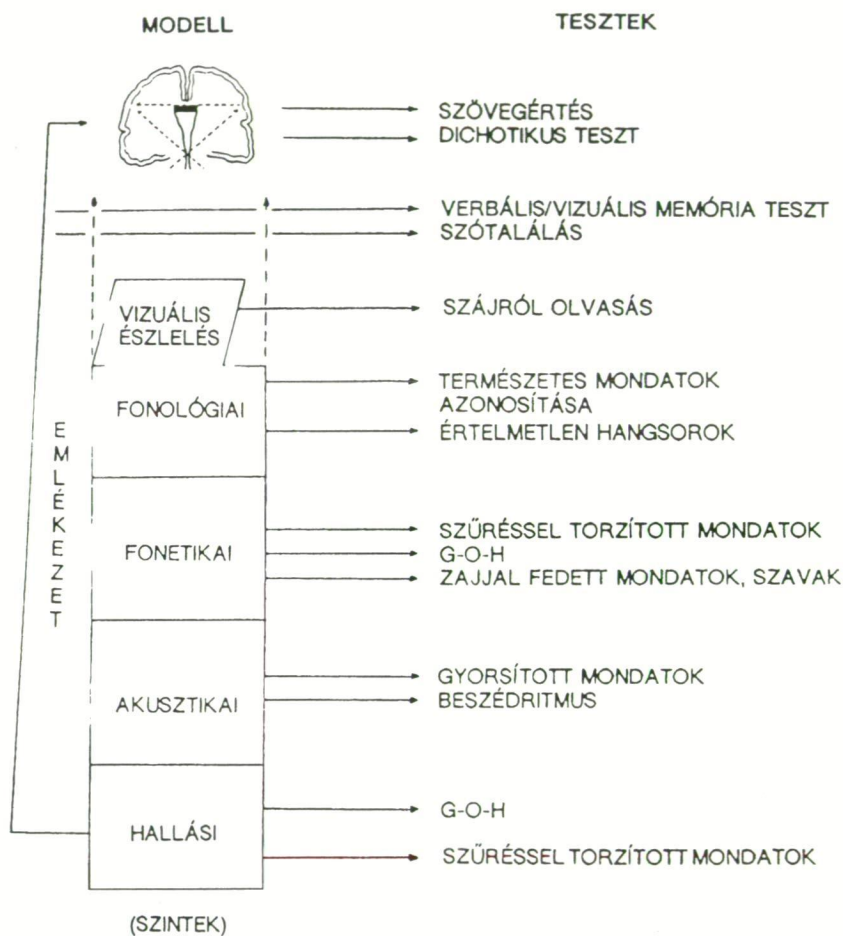 MODELL
TESZTEK
SZÖVEGÉRTÉS
DICHOTIKUS TESZT
VERBÁLIS/VIZUÁLIS MEMÓRIA TESZT
SZÓTALÁLÁS
VIZUÁLIS
ÉSZLELÉS
SZÁJRÓL OLVASÁS
FONOLÓGIAI
TERMÉSZETES MONDATOK
AZONOSÍTÁSA
ÉRTELMETLEN HANGSOROK
EMLÉKEZET
FONETIKAI
SZŰRÉSSEL TORZÍTOTT MONDATOK
G-O-H
ZAJJAL FEDETT MONDATOK, SZAVAK
AKUSZTIKAI
GYORSÍTOTT MONDATOK
BESZÉDRITMUS
HALLÁSI
G-O-H
SZŰRÉSSEL TORZÍTOTT MONDATOK
(SZINTEK)